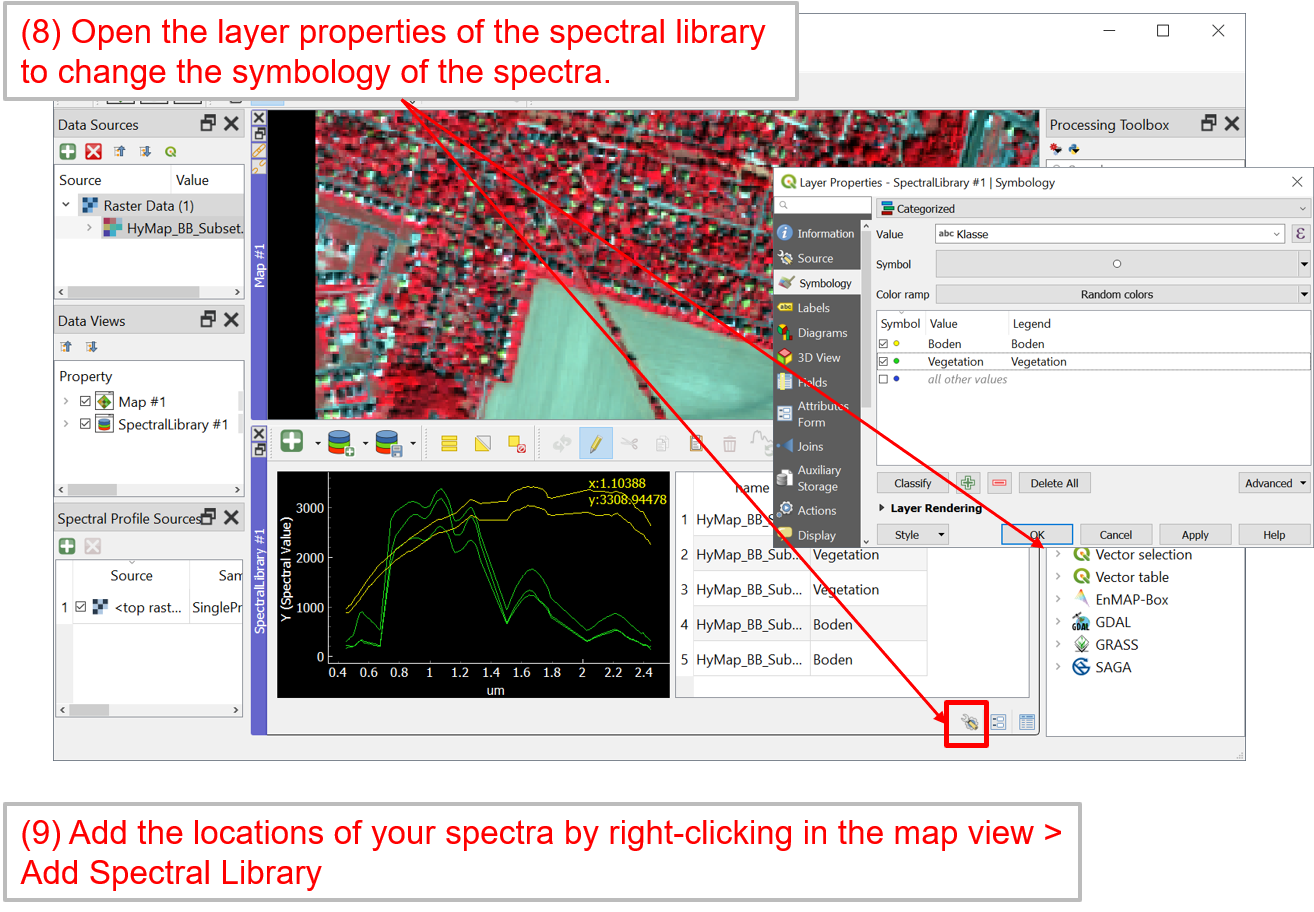 (8) Open the layer properties of the spectral library
to change the symbology of the spectra.
Data Sources
Source Value
Raster Data (1)
HyMap_BB_Subset.
Data Views
Property
Map #1
SpectralLibrary #1
Spectral Profile Sources
Source Sam
1 <top rast... SinglePr
Map #1
SpectralLibrary #1
x:1.10388
y:3308.94478
Y (Spectral Value)
3000
2000
1000
0
0.4 0.6 0.8 1 1.2 1.4 1.6 1.8 2 2.2 2.4
um
name
1 HyMap_BB_S
2 HyMap_BB_Sub... Vegetation
3 HyMap_BB_Sub... Vegetation
4 HyMap_BB_Sub... Boden
5 HyMap_BB_Sub... Boden
Processing Toolbox
Layer Properties - SpectralLibrary #1 | Symbology
Information
Source
Symbology
Labels
Diagrams
3D View
Fields
Attributes
Form
Joins
Auxiliary
Storage
Actions
Display
Categorized
Value abc Klasse ε
Symbol
Color ramp Random colors
Symbol Value Legend
Boden Boden
Vegetation Vegetation
all other values
Classify Delete All Advanced
Layer Rendering
Style OK Cancel Apply Help
Vector selection
Vector table
EnMAP-Box
GDAL
GRASS
SAGA
(9) Add the locations of your spectra by right-clicking in the map view >
Add Spectral Library